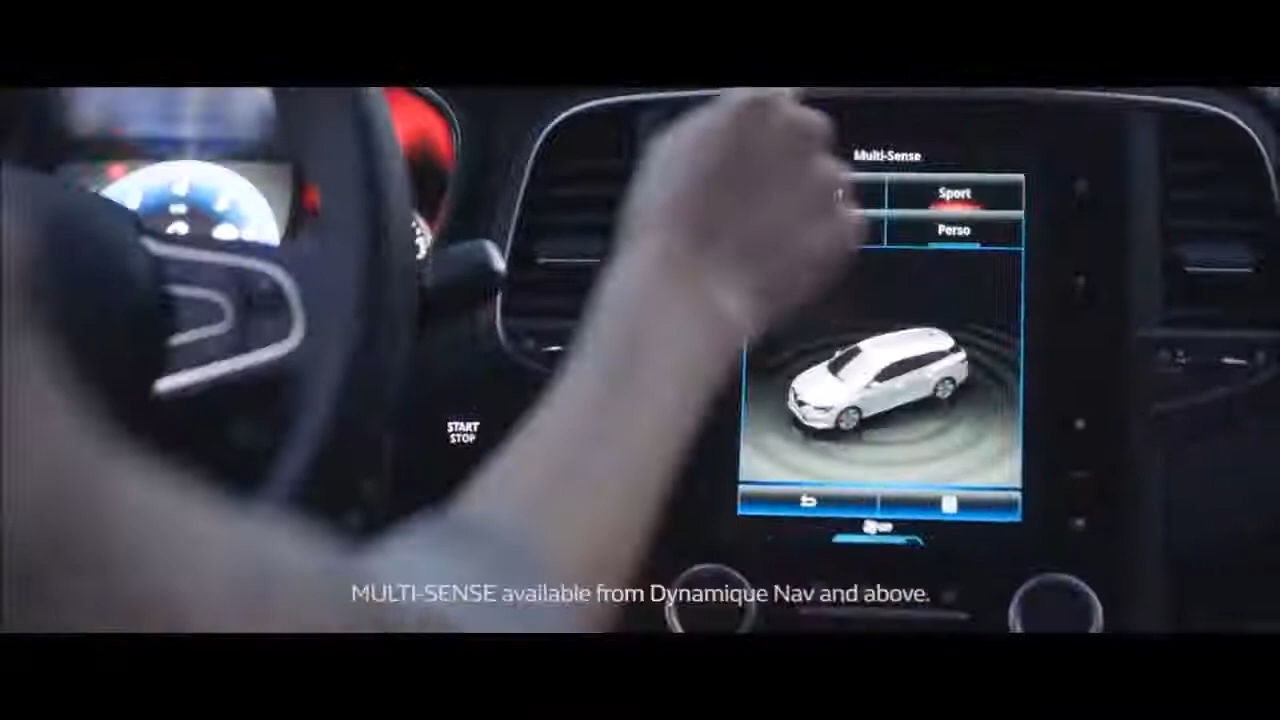 Multi-Sense
Sport
Perso
START
STOP
MULTI-SENSE available from Dynamique Nav and above.